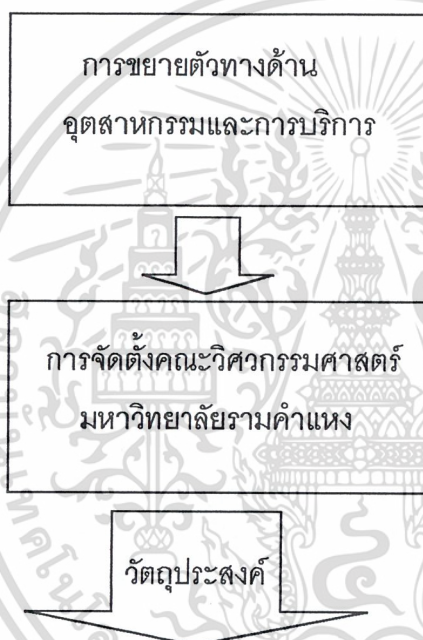 การขยายตัวทางด้าน
อุตสาหกรรมและการบริการ
การจัดตั้งคณะวิศวกรรมศาสตร์
มหาวิทยาลัยรามคำแหง
วัตถุประสงค์